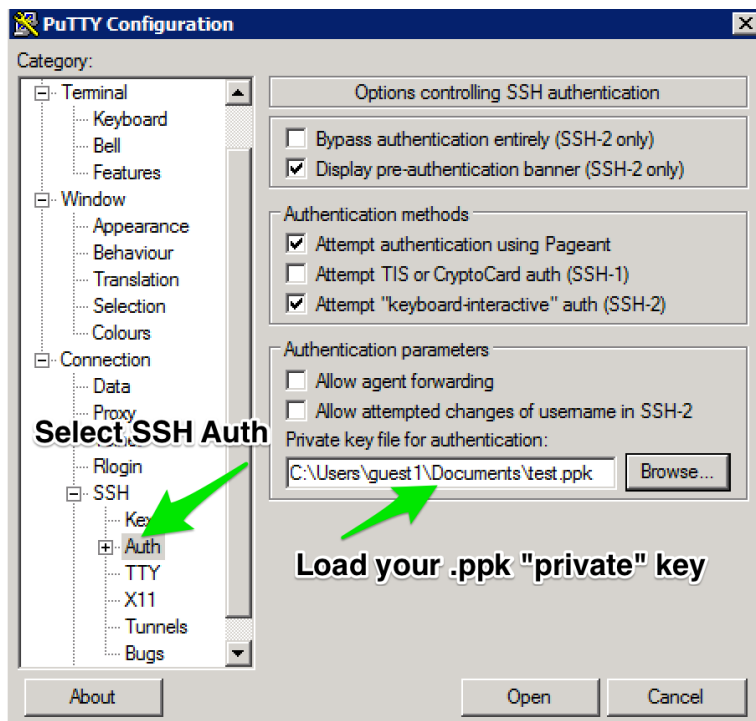 PuTTY Configuration
Category:
Terminal
Keyboard
Bell
Features
Window
Appearance
Behaviour
Translation
Selection
Colours
Connection
Data
Proxy
Rlogin
SSH
Kex
Auth
TTY
X11
Tunnels
Bugs
Options controlling SSH authentication
Bypass authentication entirely (SSH-2 only)
Display pre-authentication banner (SSH-2 only)
Authentication methods
Attempt authentication using Pageant
Attempt TIS or CryptoCard auth (SSH-1)
Attempt "keyboard-interactive" auth (SSH-2)
Authentication parameters
Allow agent forwarding
Allow attempted changes of username in SSH-2
Private key file for authentication:
C:\Users\guest1\Documents\test.ppk
Browse...
Select SSH Auth
Load your .ppk "private" key
About
Open
Cancel